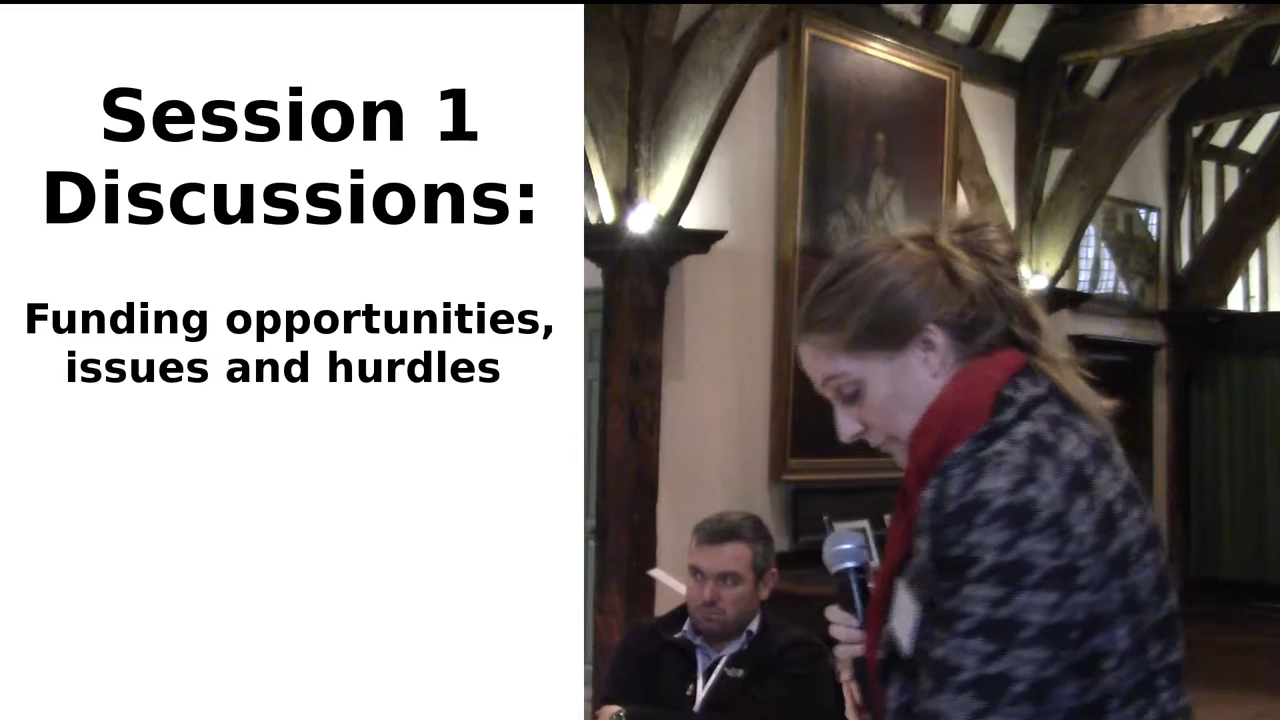 Session 1
Discussions:
Funding opportunities,
issues and hurdles